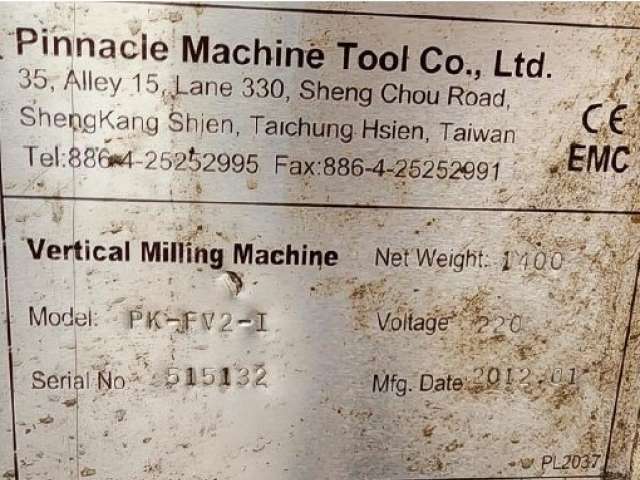 Pinnacle Machine Tool Co., Ltd.
35, Alley 15, Lane 330, Sheng Chou Road,
ShengKang Shien, Taichung Hsien, Taiwan
Tel:886-4-25252995 Fax:886-4-25252991
CE
EMC
Vertical Milling Machine Net Weight: 1400
Model: PK-FV2-I Voltage 220
Serial No 515132 Mfg. Date 2012.01
PL2037